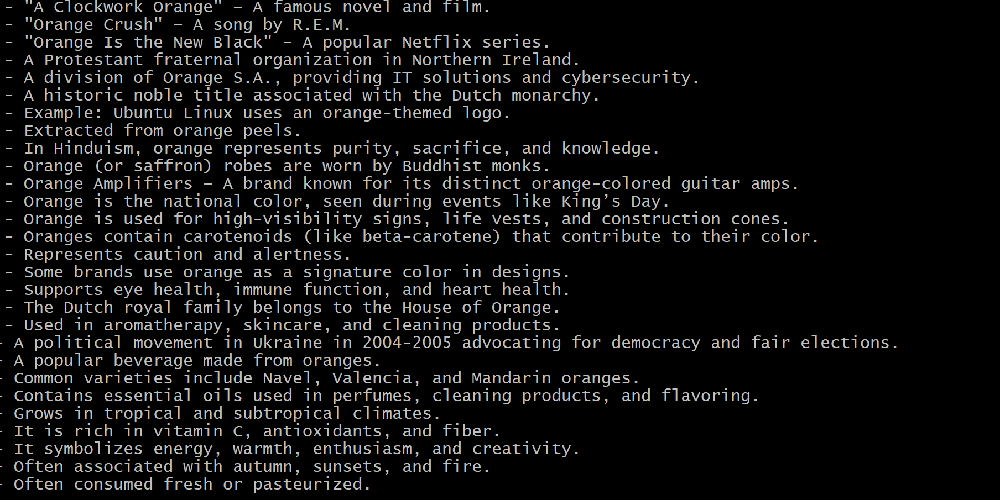 - "A Clockwork Orange" – A famous novel and film.
- "Orange Crush" – A song by R.E.M.
- "Orange Is the New Black" – A popular Netflix series.
- A Protestant fraternal organization in Northern Ireland.
- A division of Orange S.A., providing IT solutions and cybersecurity.
- A historic noble title associated with the Dutch monarchy.
- Example: Ubuntu Linux uses an orange-themed logo.
- Extracted from orange peels.
- In Hinduism, orange represents purity, sacrifice, and knowledge.
- Orange (or saffron) robes are worn by Buddhist monks.
- Orange Amplifiers – A brand known for its distinct orange-colored guitar amps.
- Orange is the national color, seen during events like King’s Day.
- Orange is used for high-visibility signs, life vests, and construction cones.
- Oranges contain carotenoids (like beta-carotene) that contribute to their color.
- Represents caution and alertness.
- Some brands use orange as a signature color in designs.
- Supports eye health, immune function, and heart health.
- The Dutch royal family belongs to the House of Orange.
- Used in aromatherapy, skincare, and cleaning products.
- A political movement in Ukraine in 2004–2005 advocating for democracy and fair elections.
- A popular beverage made from oranges.
- Common varieties include Navel, Valencia, and Mandarin oranges.
- Contains essential oils used in perfumes, cleaning products, and flavoring.
- Grows in tropical and subtropical climates.
- It is rich in vitamin C, antioxidants, and fiber.
- It symbolizes energy, warmth, enthusiasm, and creativity.
- Often associated with autumn, sunsets, and fire.
- Often consumed fresh or pasteurized.